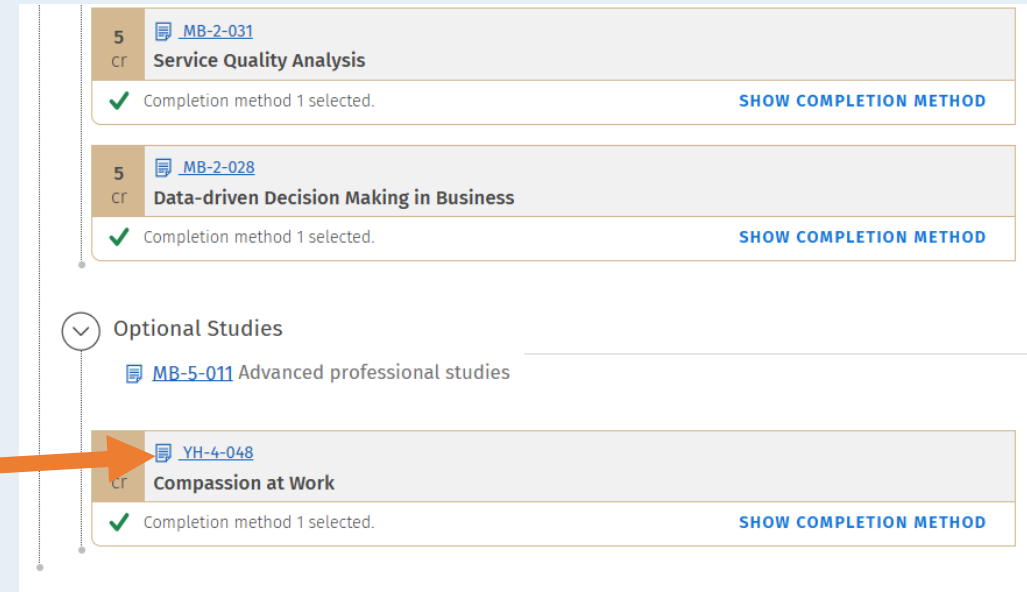 5 MB-2-031
cr Service Quality Analysis
Completion method 1 selected. SHOW COMPLETION METHOD
5 MB-2-028
cr Data-driven Decision Making in Business
Completion method 1 selected. SHOW COMPLETION METHOD
Optional Studies
MB-5-011 Advanced professional studies
YH-4-048
cr Compassion at Work
Completion method 1 selected. SHOW COMPLETION METHOD